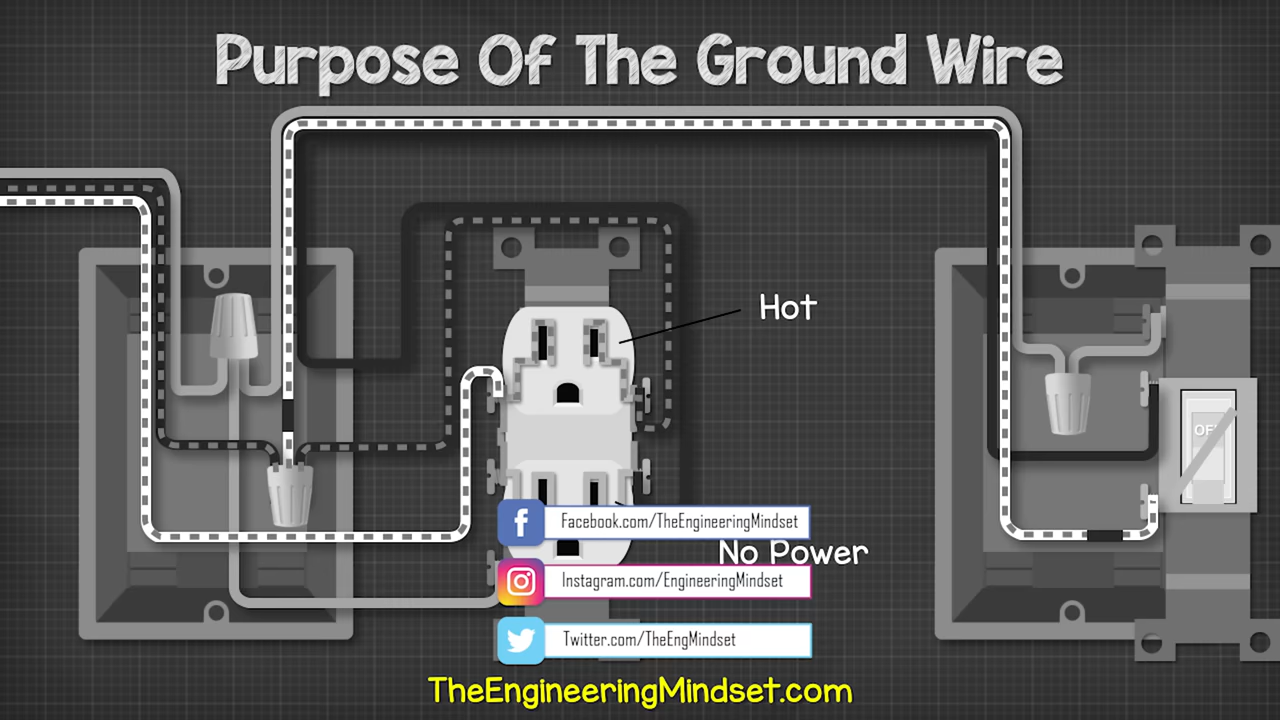 Purpose Of The Ground Wire
Hot
OFF
Facebook.com/TheEngineeringMindset
No Power
Instagram.com/EngineeringMindset
Twitter.com/TheEngMindset
TheEngineeringMindset.com